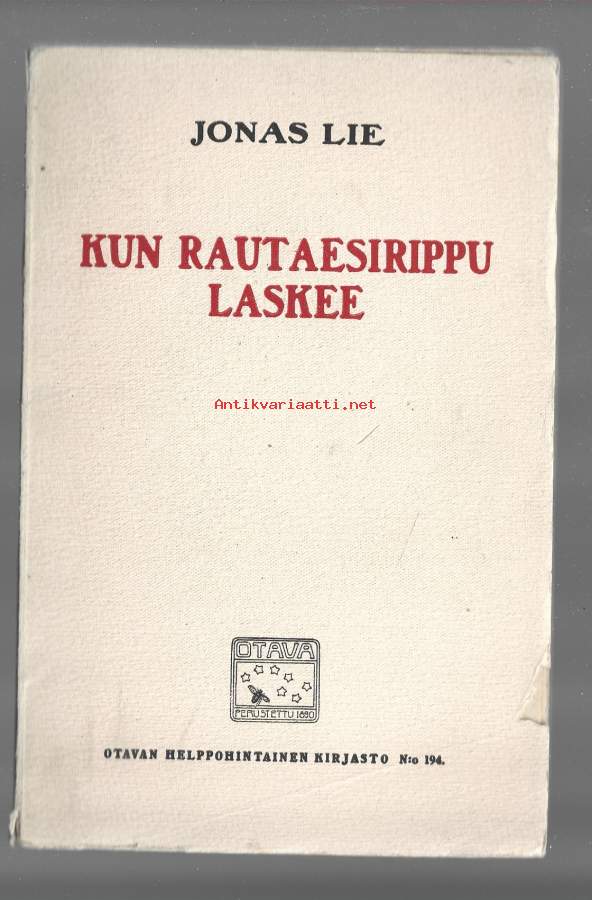 JONAS LIE
KUN RAUTAESIRIPPU
LASKEE
Antikvariaatti.net
OTAVA
PERUSTETTU 1890
OTAVAN HELPPOHINTAINEN KIRJASTO N:o 194.